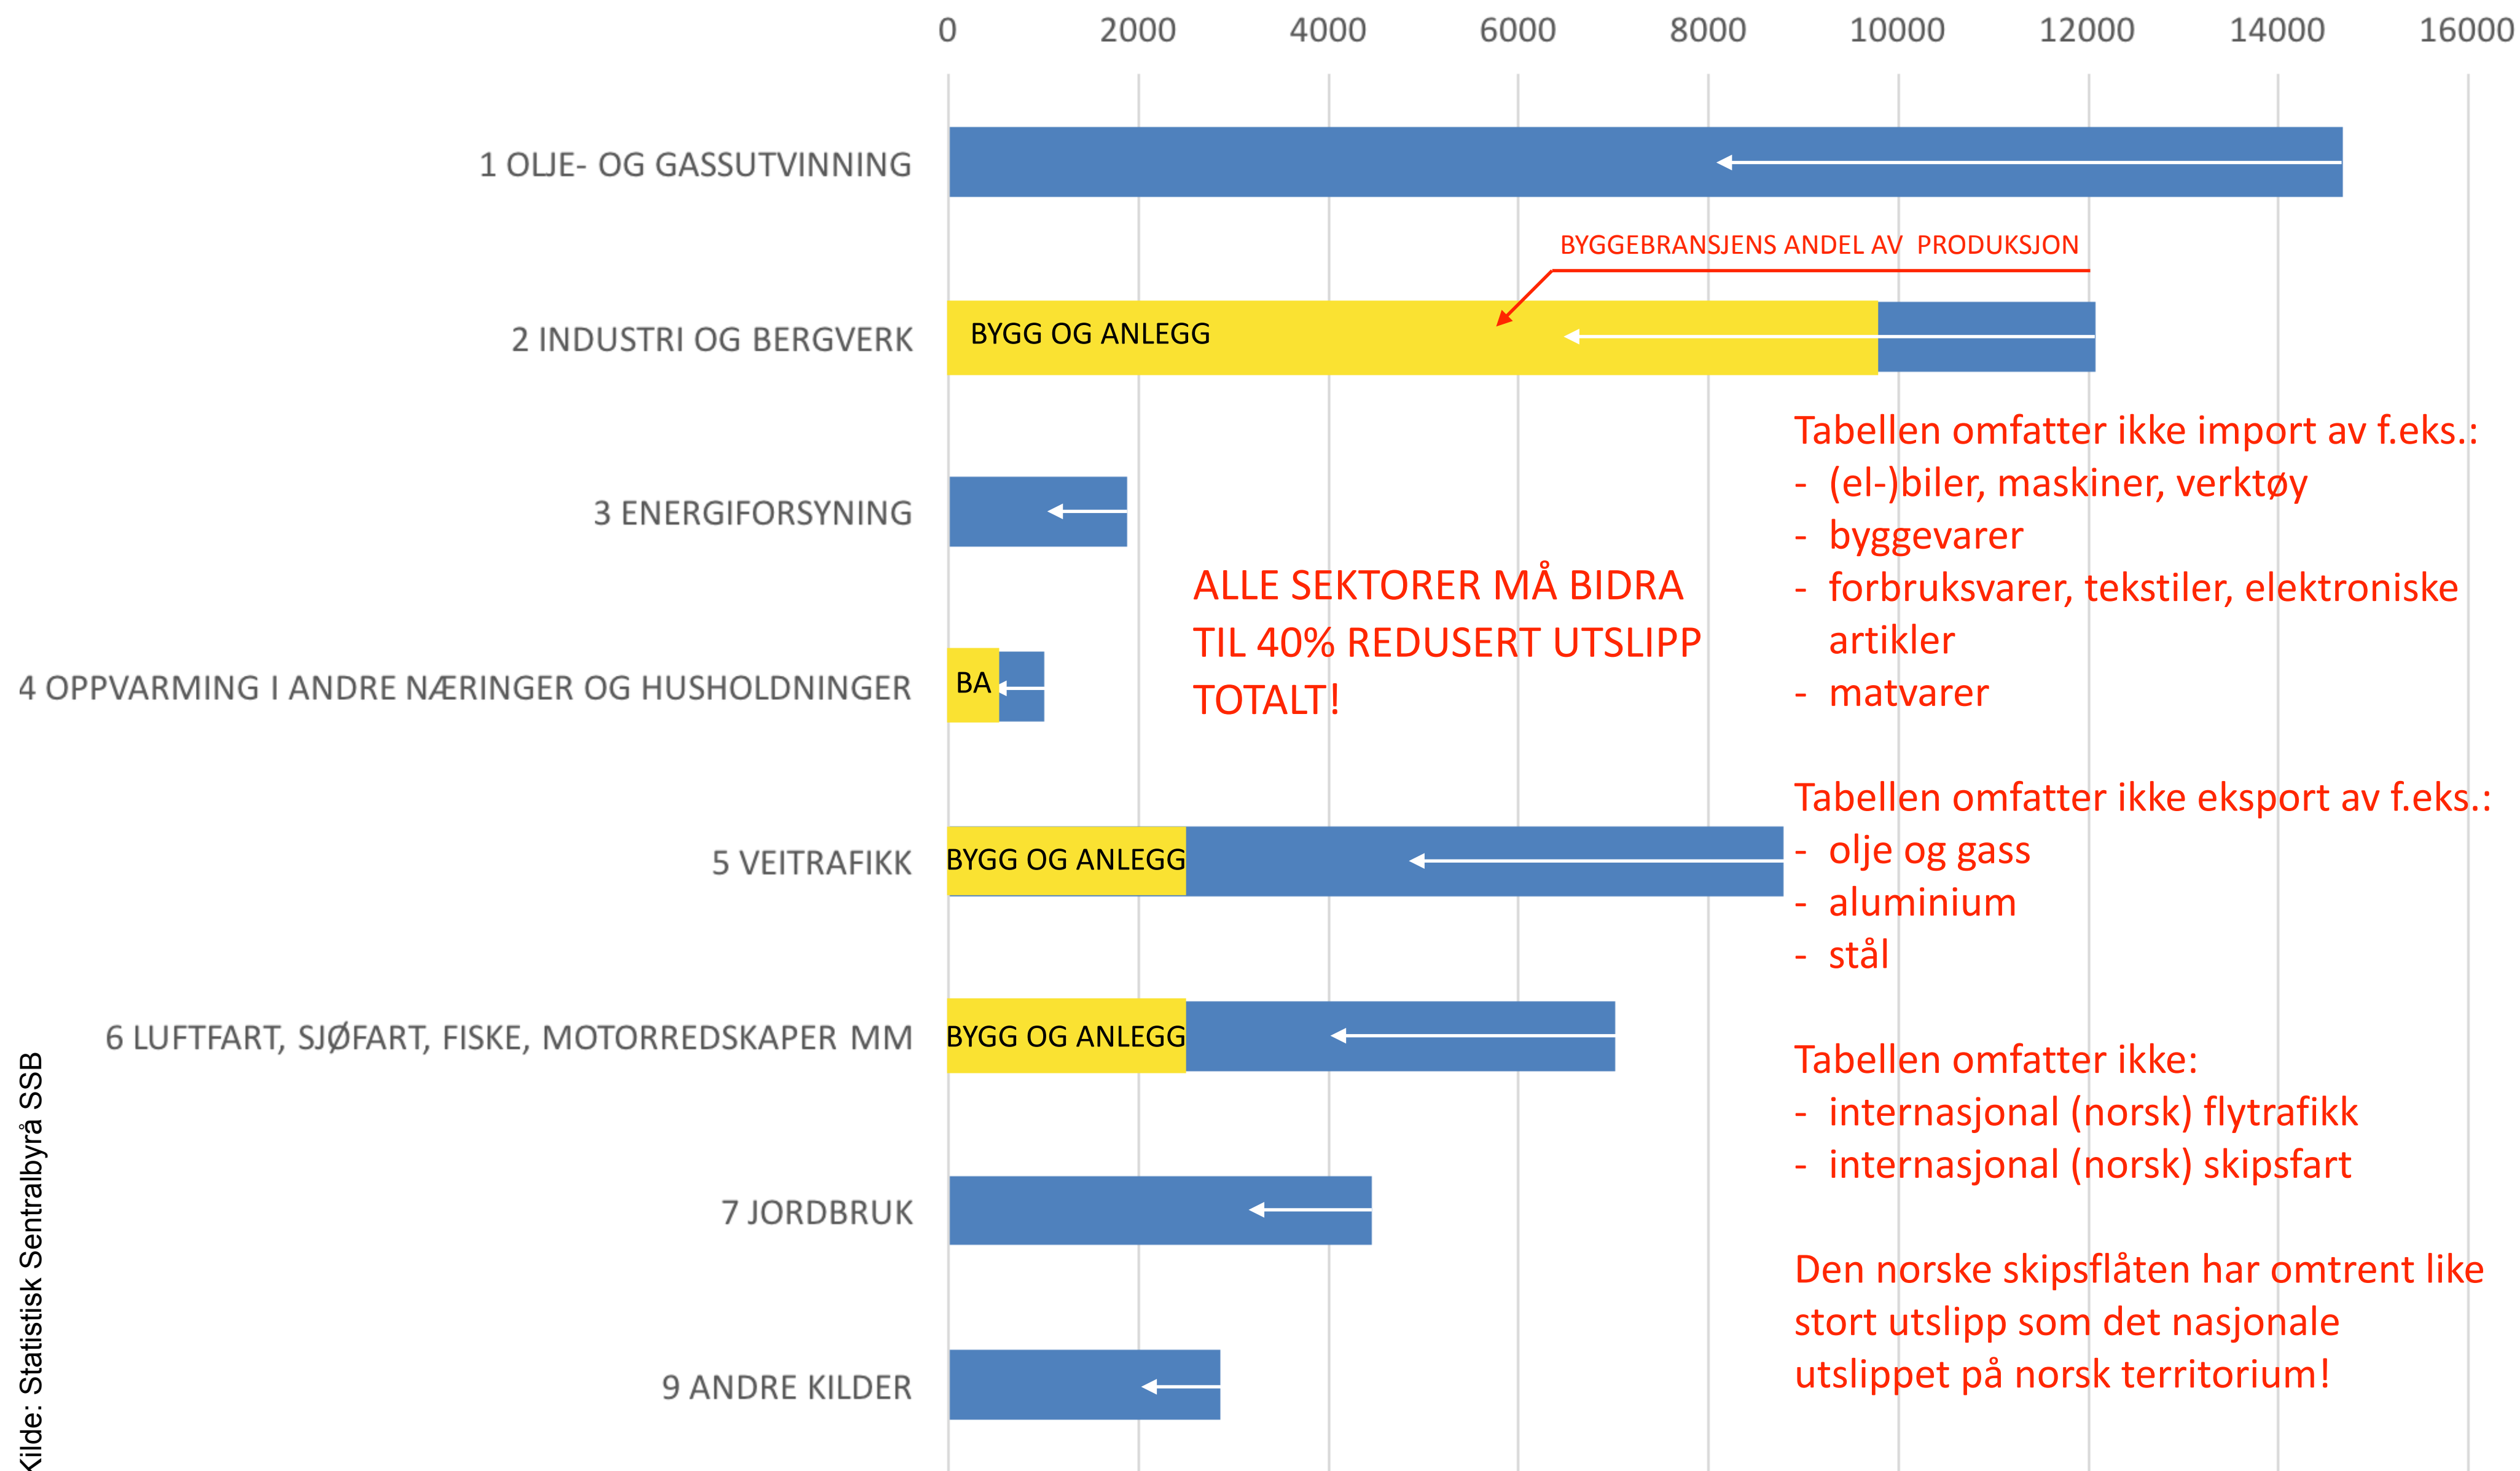 0 2000 4000 6000 8000 10000 12000 14000 16000
1 OLJE- OG GASSUTVINNING
BYGGEBRANSJENS ANDEL AV PRODUKSJON
2 INDUSTRI OG BERGVERK
BYGG OG ANLEGG
3 ENERGIFORSYNING
4 OPPVARMING I ANDRE NÆRINGER OG HUSHOLDNINGER
BA
5 VEITRAFIKK
BYGG OG ANLEGG
6 LUFTFART, SJØFART, FISKE, MOTORREDSKAPER MM
BYGG OG ANLEGG
7 JORDBRUK
9 ANDRE KILDER
ALLE SEKTORER MÅ BIDRA
TIL 40% REDUSERT UTSLIPP
TOTALT!
Tabellen omfatter ikke import av f.eks.:
- (el-)biler, maskiner, verktøy
- byggevarer
- forbruksvarer, tekstiler, elektroniske
artikler
- matvarer
Tabellen omfatter ikke eksport av f.eks.:
- olje og gass
- aluminium
- stål
Tabellen omfatter ikke:
- internasjonal (norsk) flytrafikk
- internasjonal (norsk) skipsfart
Den norske skipsflåten har omtrent like
stort utslipp som det nasjonale
utslippet på norsk territorium!
Kilde: Statistisk Sentralbyrå SSB